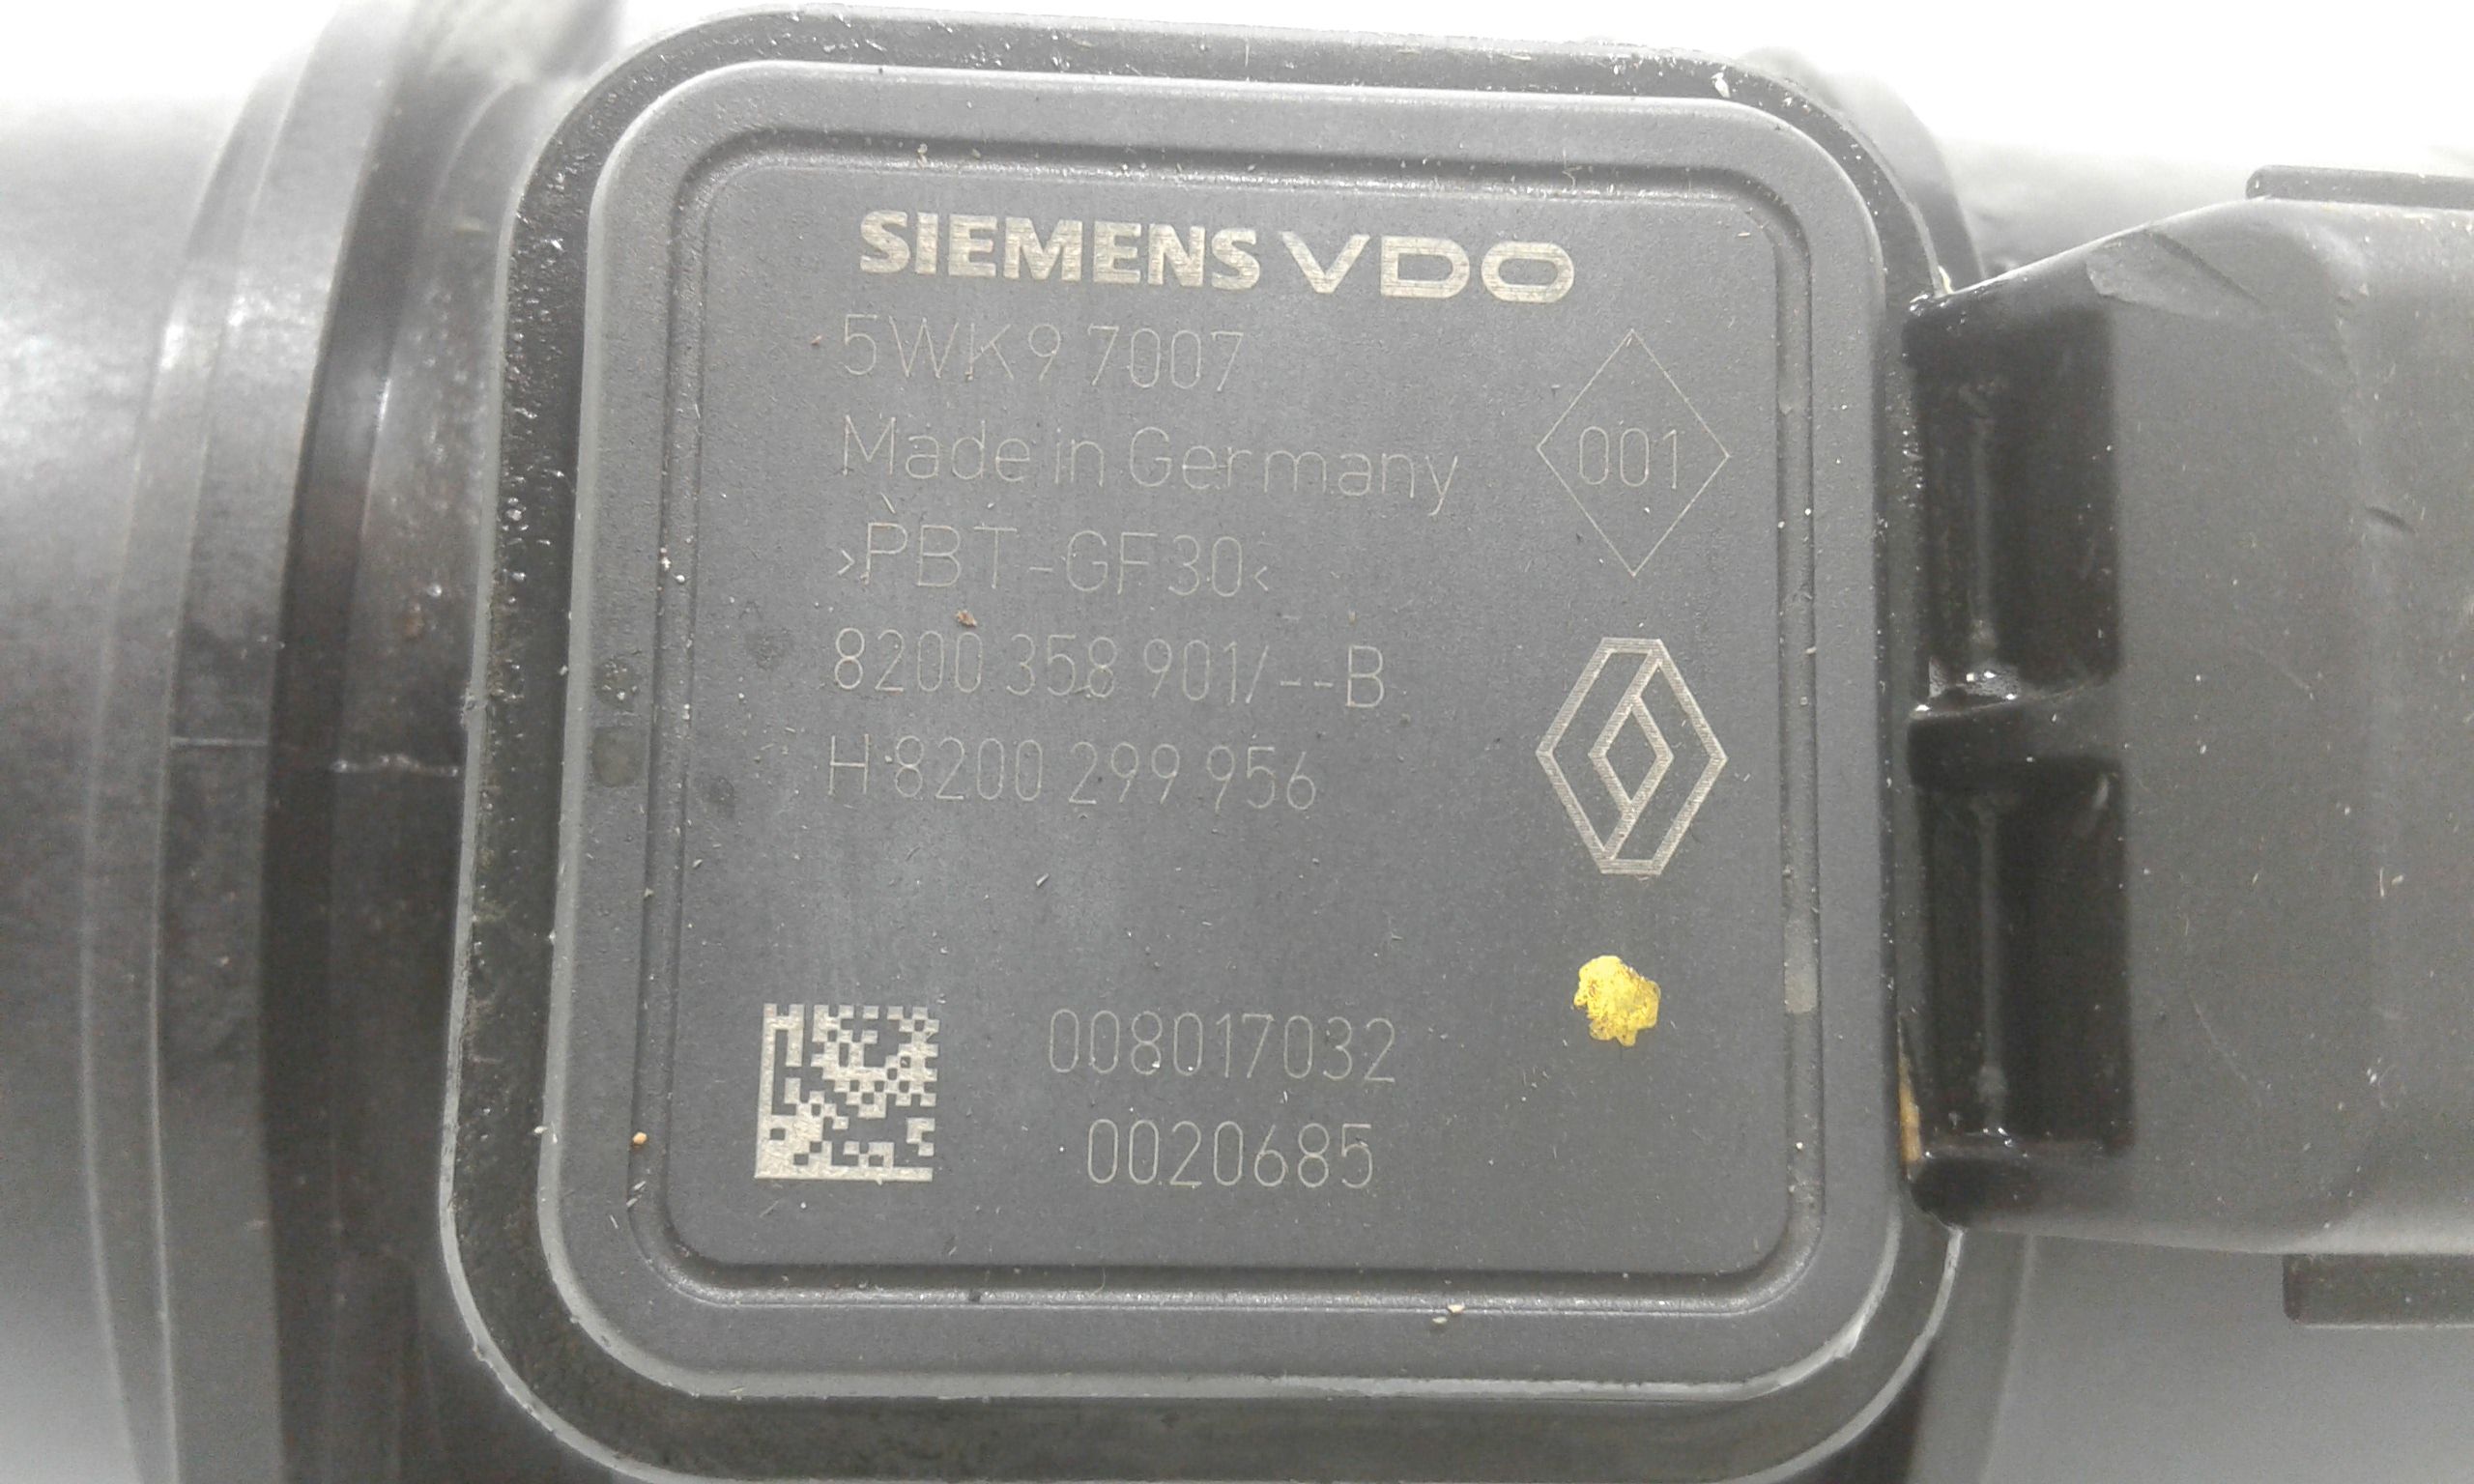 SIEMENS VDO
5WK9 7007
Made in Germany
001
>PBT-GF30<
8200 358 901/--B
H 8200 299 956
008017032
0020685